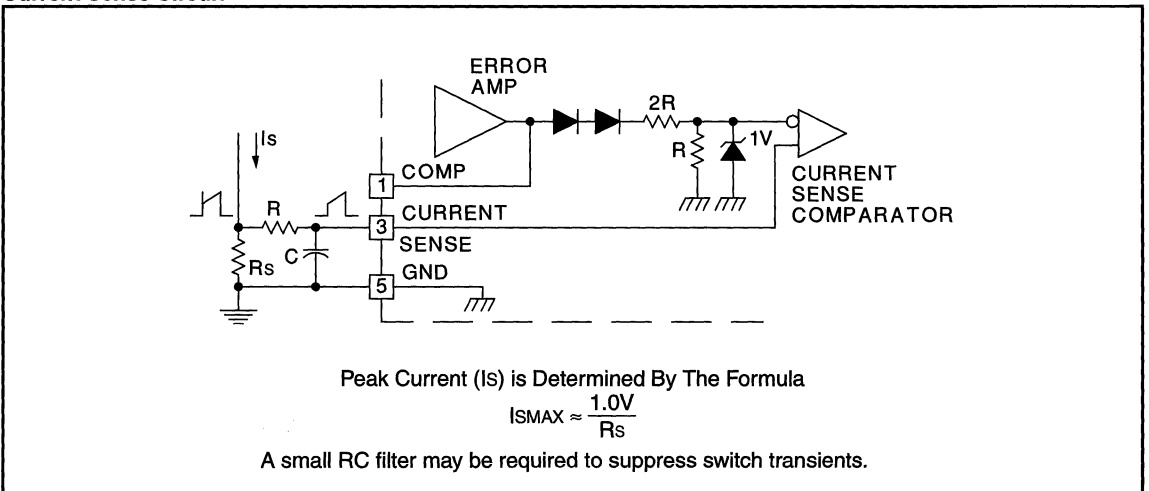 ERROR
AMP
2R
Is
R
1V
1
COMP
CURRENT
SENSE
COMPARATOR
R
3
CURRENT
SENSE
C
Rs
GND
5
Peak Current (Is) is Determined By The Formula
ISMAX ≈ 1.0V
Rs
A small RC filter may be required to suppress switch transients.